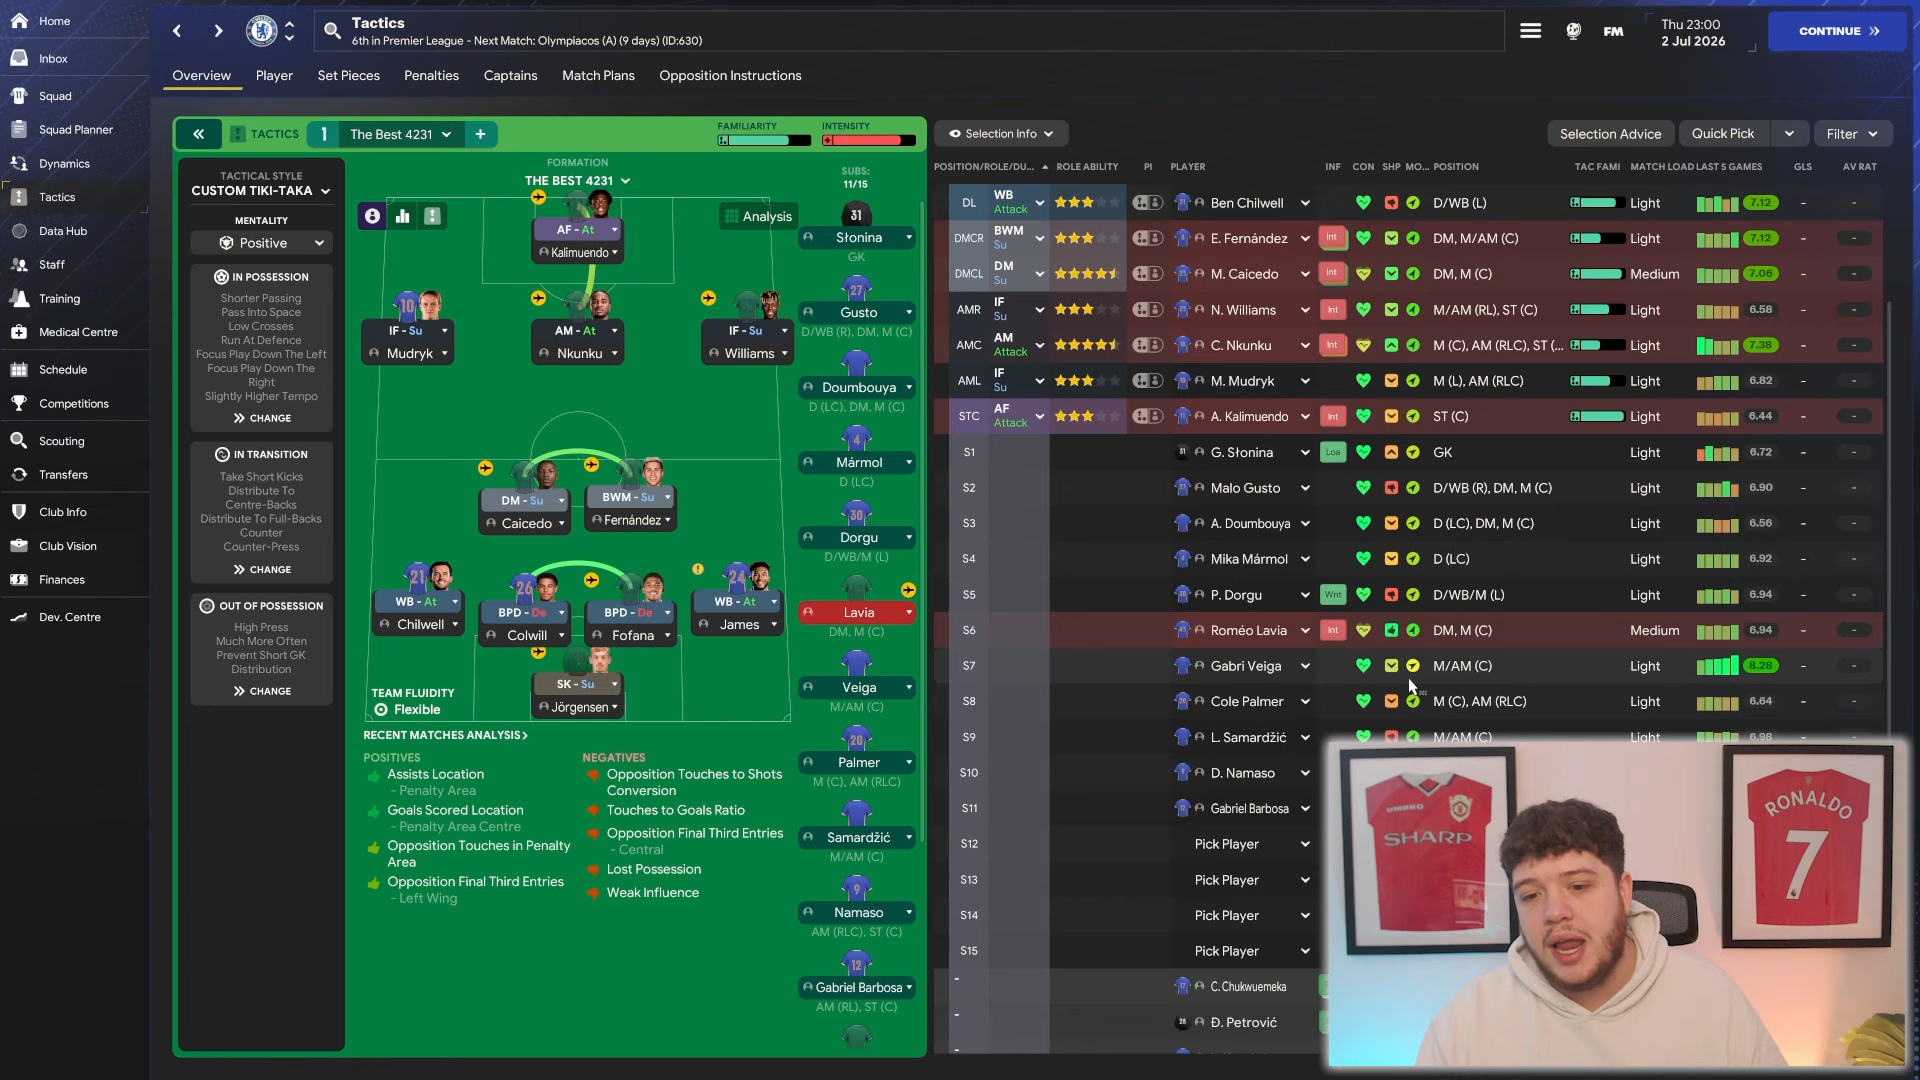 Home
Inbox
Squad
Squad Planner
Dynamics
Tactics
Data Hub
Staff
Training
Medical Centre
Schedule
Competitions
Scouting
Transfers
Club Info
Club Vision
Finances
Dev. Centre
Tactics
6th in Premier League - Next Match: Olympiacos (A) (9 days) (ID:630)
FM
Thu 23:00
2 Jul 2026
CONTINUE
Overview
Player
Set Pieces
Penalties
Captains
Match Plans
Opposition Instructions
TACTICS
1
The Best 4231
+
FAMILIARITY
INTENSITY
TACTICAL STYLE
CUSTOM TIKI-TAKA
MENTALITY
Positive
IN POSSESSION
Shorter Passing
Pass Into Space
Low Crosses
Run At Defence
Focus Play Down The Left
Focus Play Down The
Right
Slightly Higher Tempo
CHANGE
IN TRANSITION
Take Short Kicks
Distribute To
Centre-Backs
Distribute To Full-Backs
Counter
Counter-Press
CHANGE
OUT OF POSSESSION
High Press
Much More Often
Prevent Short GK
Distribution
CHANGE
FORMATION
THE BEST 4231
Analysis
AF - At
Kalimuendo
10
IF - Su
Mudryk
AM - At
Nkunku
IF - Su
Williams
DM - Su
Caicedo
BWM - Su
Fernández
21
WB - At
Chilwell
26
BPD - De
Colwill
BPD - De
Fofana
24
WB - At
James
SK - Su
Jörgensen
TEAM FLUIDITY
Flexible
RECENT MATCHES ANALYSIS
POSITIVES
Assists Location
- Penalty Area
Goals Scored Location
- Penalty Area Centre
Opposition Touches in Penalty
Area
Opposition Final Third Entries
- Left Wing
NEGATIVES
Opposition Touches to Shots
Conversion
Touches to Goals Ratio
Opposition Final Third Entries
- Central
Lost Possession
Weak Influence
SUBS:
11/15
31
Słonina
GK
27
Gusto
D/WB (R), DM, M (C)
Doumbouya
D (LC), DM, M (C)
4
Mármol
D (LC)
30
Dorgu
D/WB/M (L)
Lavia
DM, M (C)
Veiga
M/AM (C)
20
Palmer
M (C), AM (RLC)
Samardžić
M/AM (C)
9
Namaso
AM (RLC), ST (C)
12
Gabriel Barbosa
AM (RL), ST (C)
Selection Info
Selection Advice
Quick Pick
Filter
POSITION/ROLE/DU... ROLE ABILITY PI PLAYER INF CON SHP MO... POSITION TAC FAMI MATCH LOAD LAST 5 GAMES GLS AV RAT
DL WB Attack Ben Chilwell D/WB (L) Light 7.12 - -
DMCR BWM Su E. Fernández Int DM, M/AM (C) Light 7.12 - -
DMCL DM Su M. Caicedo Int DM, M (C) Medium 7.06 - -
AMR IF Su N. Williams Int M/AM (RL), ST (C) Light 6.58 - -
AMC AM Attack C. Nkunku Int M (C), AM (RLC), ST (... Light 7.38 - -
AML IF Su M. Mudryk M (L), AM (RL) Light 6.82 - -
STC AF Attack A. Kalimuendo Int ST (C) Light 6.44 - -
S1 G. Słonina Loa GK Light 6.72 - -
S2 Malo Gusto D/WB (R), DM, M (C) Light 6.90 - -
S3 A. Doumbouya D (LC), DM, M (C) Light 6.56 - -
S4 Mika Mármol D (LC) Light 6.92 - -
S5 P. Dorgu Wnt D/WB/M (L) Light 6.94 - -
S6 Roméo Lavia Int DM, M (C) Medium 6.94 - -
S7 Gabri Veiga M/AM (C) Light 8.28 - -
S8 Cole Palmer M (C), AM (RLC) Light 6.64 - -
S9 L. Samardžić M/AM (C) Light 6.98 - -
S10 D. Namaso
S11 Gabriel Barbosa
S12 Pick Player
S13 Pick Player
S14 Pick Player
S15 Pick Player
- C. Chukwuemeka
- Đ. Petrović
-
UMBRO
SHARP
RONALDO
7